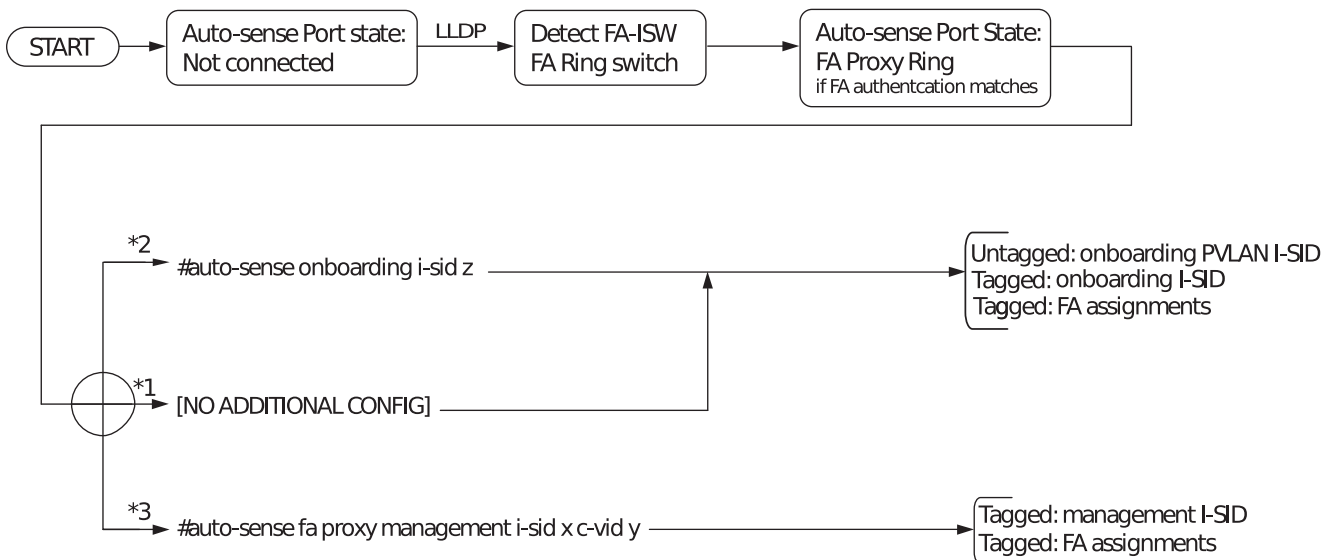 START
Auto-sense Port state:
Not connected
LLDP
Detect FA-ISW
FA Ring switch
Auto-sense Port State:
FA Proxy Ring
if FA authentcation matches
*2
#auto-sense onboarding i-sid z
Untagged: onboarding PVLAN I-SID
Tagged: onboarding I-SID
Tagged: FA assignments
*1
[NO ADDITIONAL CONFIG]
*3
#auto-sense fa proxy management i-sid x c-vid y
Tagged: management I-SID
Tagged: FA assignments